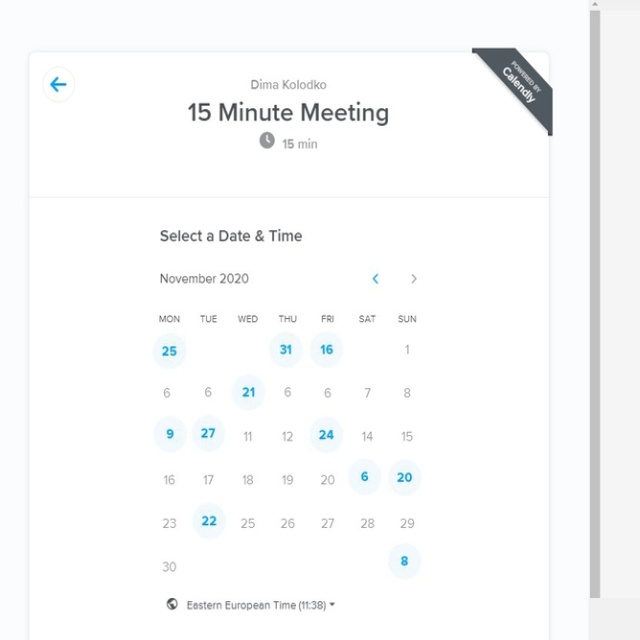 Dima Kolodko
POWERED BY
Calendly
15 Minute Meeting
15 min
Select a Date & Time
November 2020
MON TUE WED THU FRI SAT SUN
25 31 16 1
6 6 21 6 6 7 8
9 27 11 12 24 14 15
16 17 18 19 20 6 20
23 22 25 26 27 28 29
30 8
Eastern European Time (11:38)